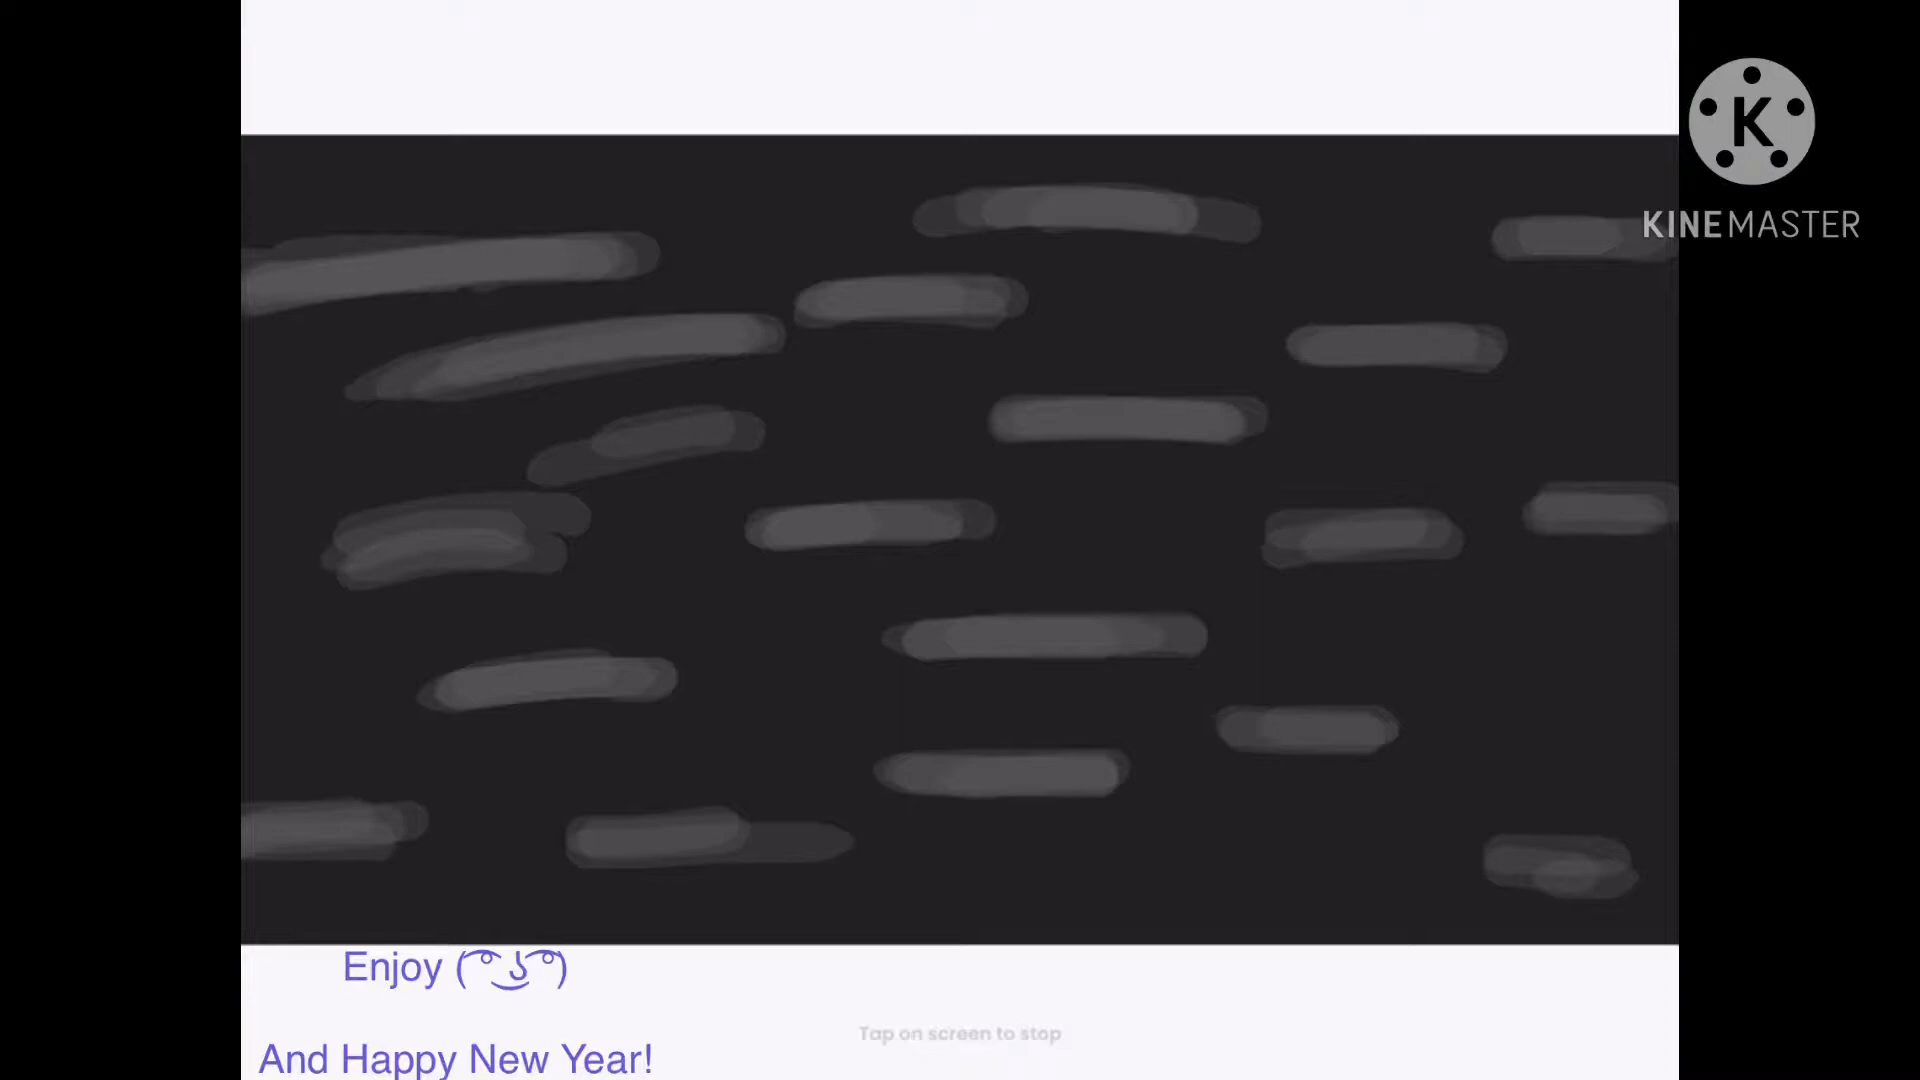 K
KINEMASTER
Enjoy ( ͡° ͜ʖ ͡°)
Tap on screen to stop
And Happy New Year!